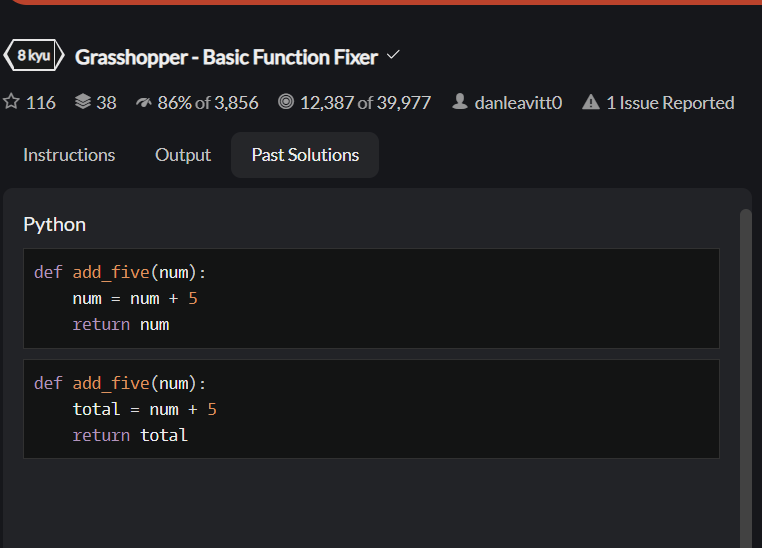 8 kyu Grasshopper - Basic Function Fixer
116 38 86% of 3,856 12,387 of 39,977 danleavitt0 1 Issue Reported
Instructions Output Past Solutions
Python
def add_five(num):
    num = num + 5
    return num
def add_five(num):
    total = num + 5
    return total